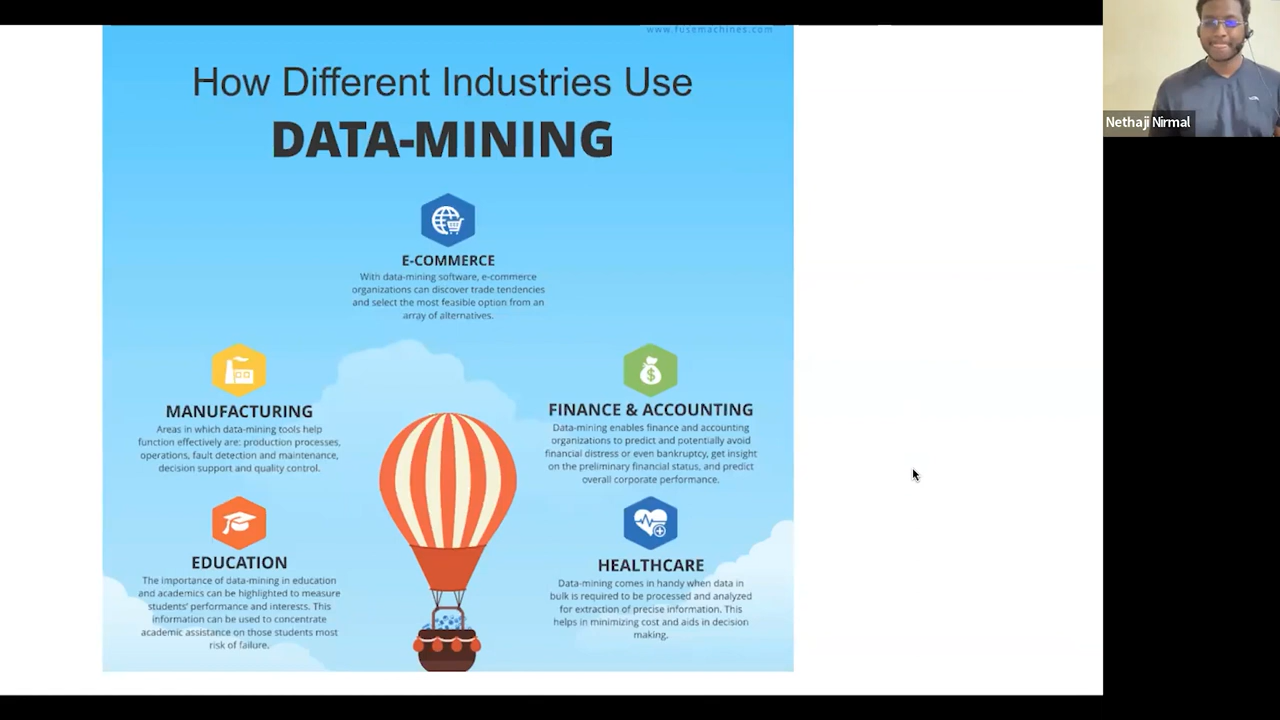 www.fusemachines.com
How Different Industries Use
DATA-MINING
E-COMMERCE
With data-mining software, e-commerce
organizations can discover trade tendencies
and select the most feasible option from an
array of alternatives.
MANUFACTURING
Areas in which data-mining tools help
function effectively are: production processes,
operations, fault detection and maintenance,
decision support and quality control.
FINANCE & ACCOUNTING
Data-mining enables finance and accounting
organizations to predict and potentially avoid
financial distress or even bankruptcy, get insight
on the preliminary financial status, and predict
overall corporate performance.
EDUCATION
The importance of data-mining in education
and academics can be highlighted to measure
students' performance and interests. This
information can be used to concentrate
academic assistance on those students most
risk of failure.
HEALTHCARE
Data-mining comes in handy when data in
bulk is required to be processed and analyzed
for extraction of precise information. This
helps in minimizing cost and aids in decision
making.
Nethaji Nirmal